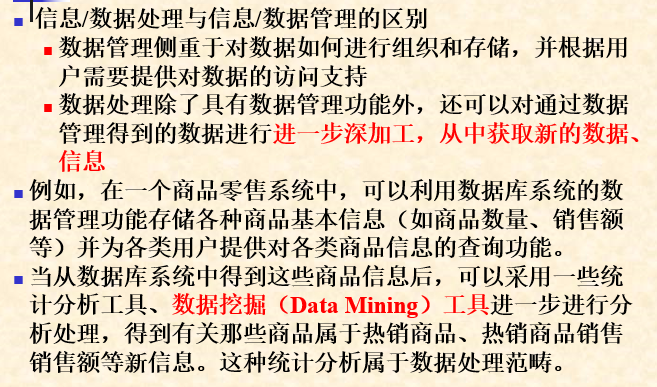 信息/数据处理与信息/数据管理的区别
数据管理侧重于对数据如何进行组织和存储，并根据用
户需要提供对数据的访问支持
数据处理除了具有数据管理功能外，还可以对通过数据
管理得到的数据进行进一步深加工，从中获取新的数据、
信息
例如，在一个商品零售系统中，可以利用数据库系统的数
据管理功能存储各种商品基本信息（如商品数量、销售额
等）并为各类用户提供对各类商品信息的查询功能。
当从数据库系统中得到这些商品信息后，可以采用一些统
计分析工具、数据挖掘（Data Mining）工具进一步进行分
析处理，得到有关那些商品属于热销商品、热销商品销售
销售额等新信息。这种统计分析属于数据处理范畴。